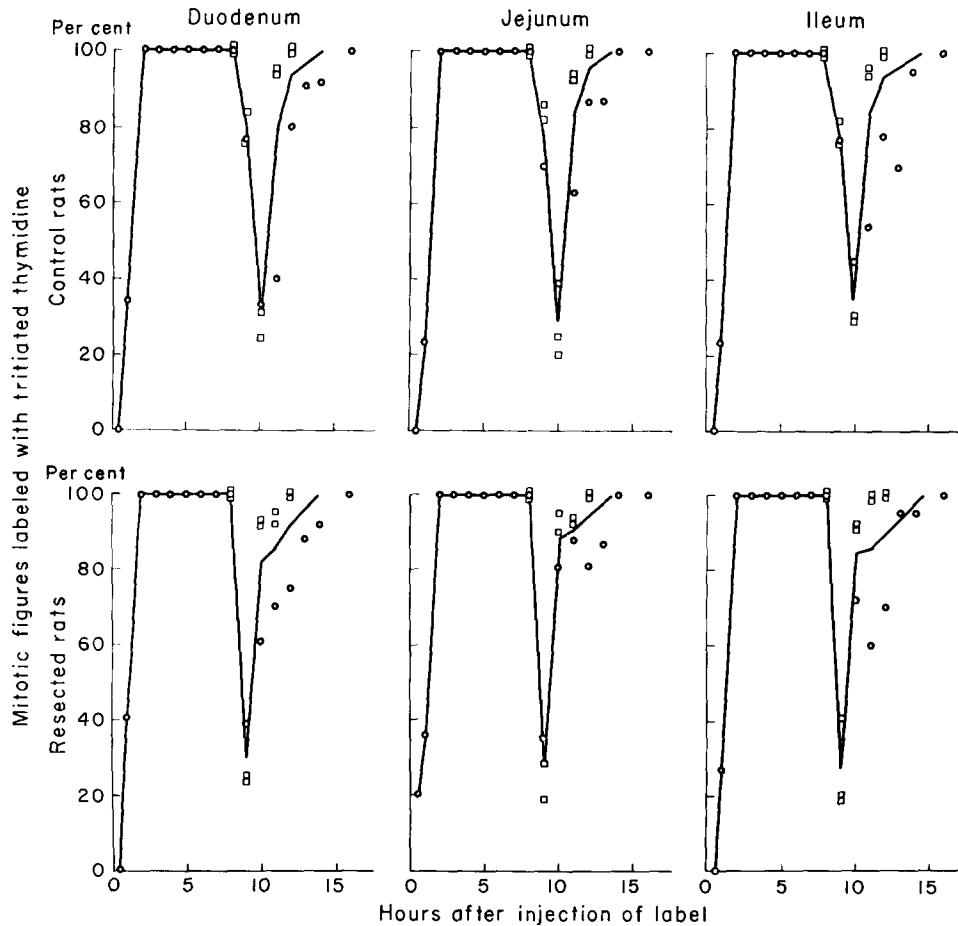 Duodenum
Jejunum
Ileum
Per cent
100
80
60
40
20
0
Control rats
Per cent
100
80
60
40
20
0
Resected rats
0 5 10 15
0 5 10 15
0 5 10 15
Mitotic figures labeled with tritiated thymidine
Hours after injection of label